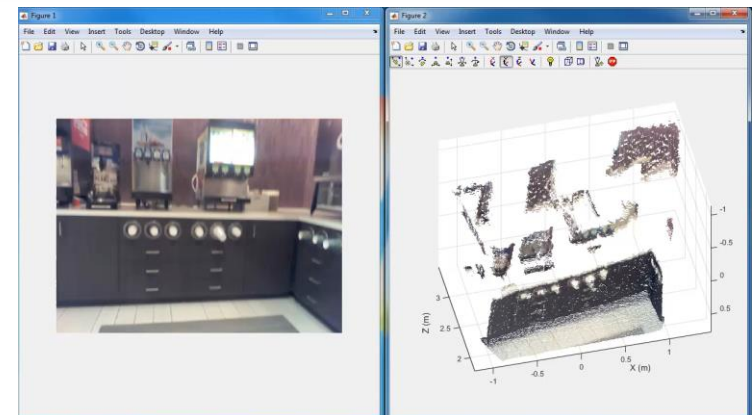 Figure 1
File Edit View Insert Tools Desktop Window Help
Figure 2
File Edit View Insert Tools Desktop Window Help
-1
-0.5
0
0.5
3
2.5
2
Z (m)
-1
-0.5
0
0.5
1
X (m)